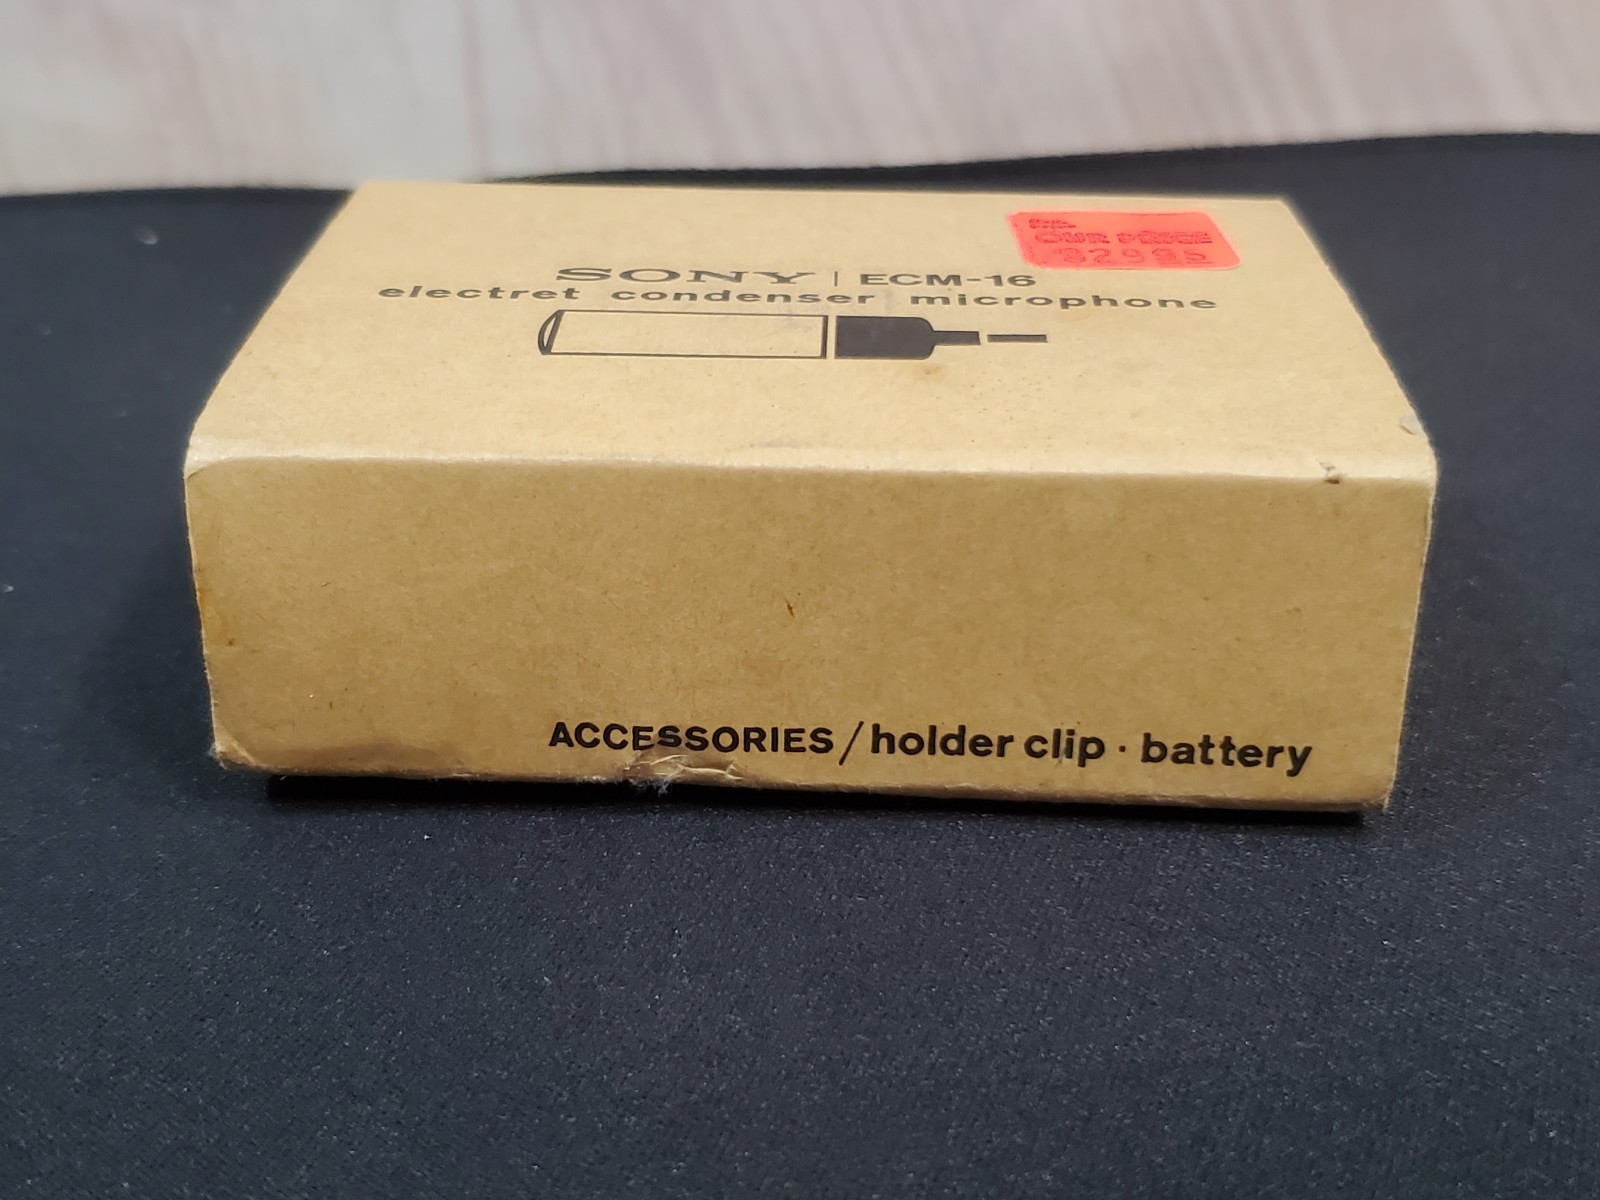 OUR PRICE
SONY | ECM-16
electret condenser microphone
ACCESSORIES/holder clip · battery